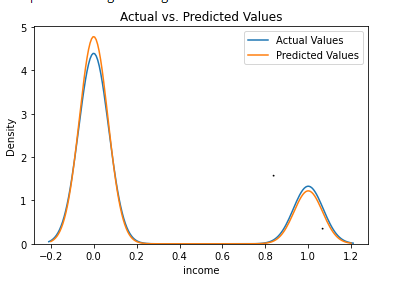 Actual vs. Predicted Values
Actual Values
Predicted Values
Density
5
4
3
2
1
0
−0.2 0.0 0.2 0.4 0.6 0.8 1.0 1.2
income